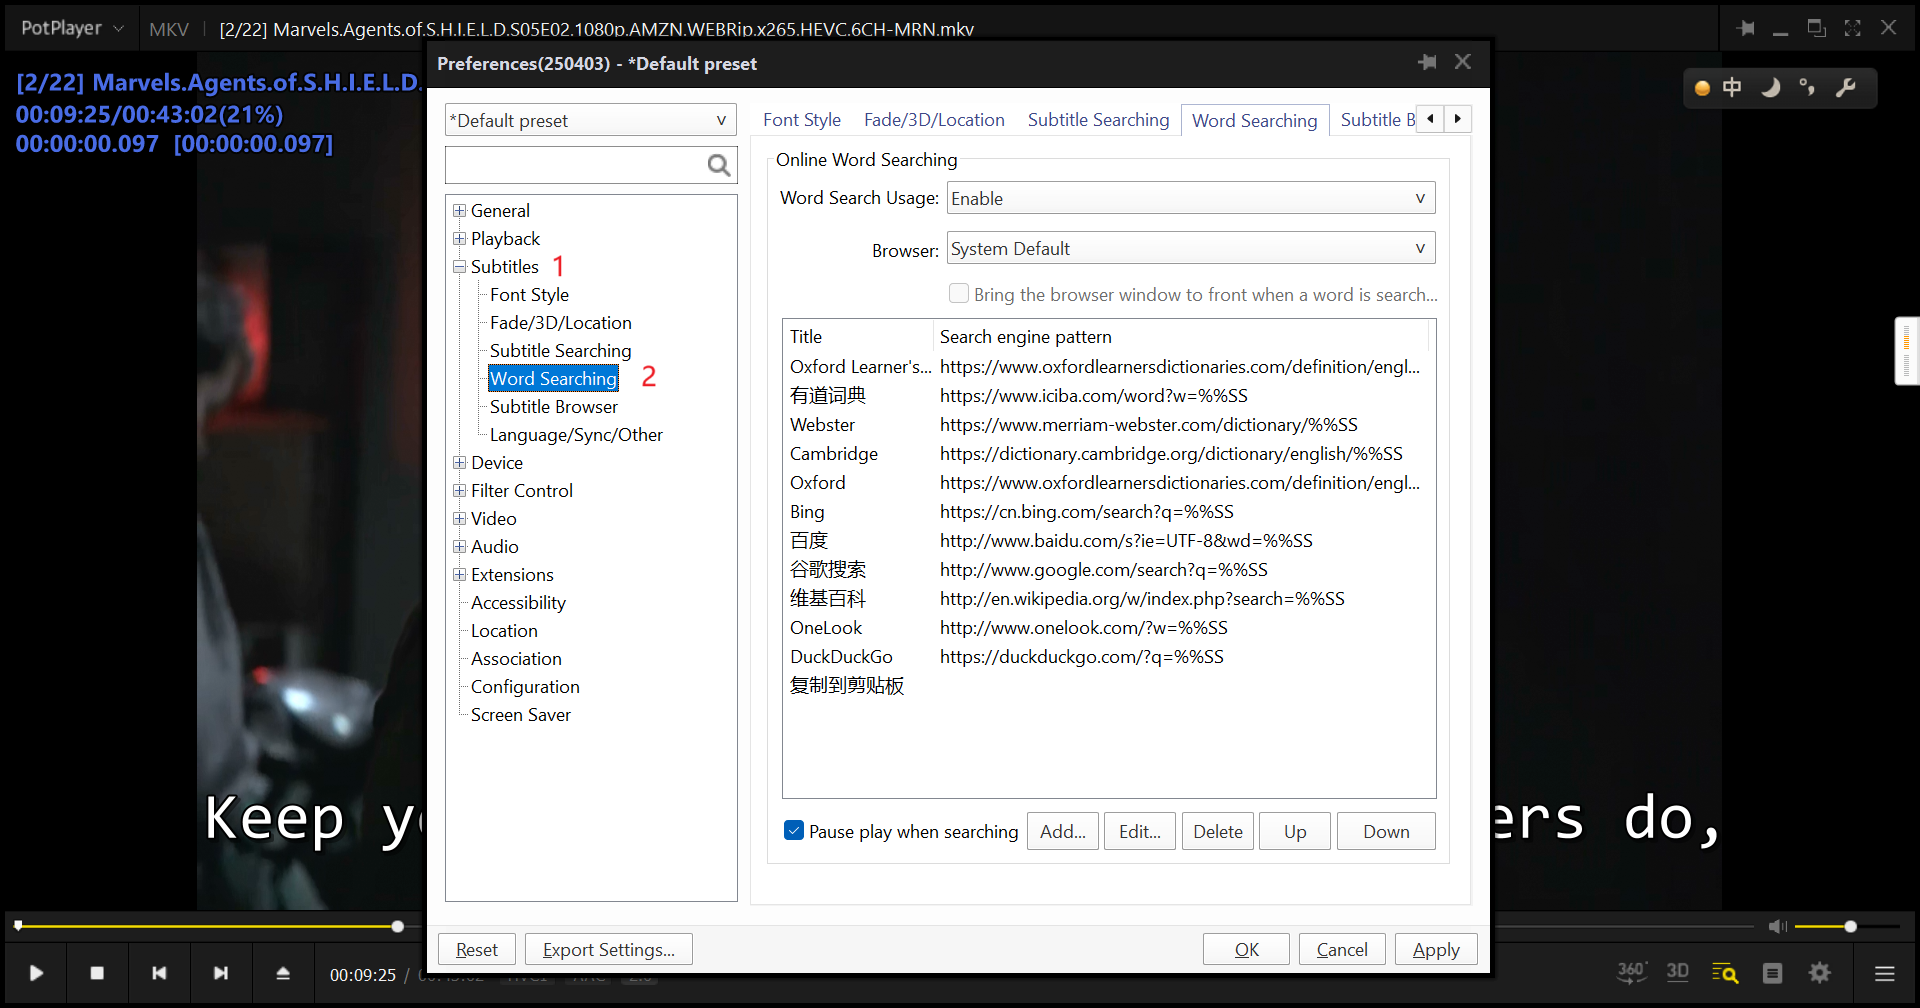 PotPlayer MKV [2/22] Marvels.Agents.of.S.H.I.E.L.D.S05E02.1080p.AMZN.WEBRip.x265.HEVC.6CH-MRN.mkv
[2/22] Marvels.Agents.of.S.H.I.E.L.D.
00:09:25/00:43:02(21%)
00:00:00.097 [00:00:00.097]
中
Preferences(250403) - *Default preset
*Default preset
General
Playback
Subtitles 1
Font Style
Fade/3D/Location
Subtitle Searching
Word Searching 2
Subtitle Browser
Language/Sync/Other
Device
Filter Control
Video
Audio
Extensions
Accessibility
Location
Association
Configuration
Screen Saver
Font Style Fade/3D/Location Subtitle Searching Word Searching Subtitle B
Online Word Searching
Word Search Usage: Enable
Browser: System Default
Bring the browser window to front when a word is search...
Title Search engine pattern
Oxford Learner's... https://www.oxfordlearnersdictionaries.com/definition/engl...
有道词典 https://www.iciba.com/word?w=%%SS
Webster https://www.merriam-webster.com/dictionary/%%SS
Cambridge https://dictionary.cambridge.org/dictionary/english/%%SS
Oxford https://www.oxfordlearnersdictionaries.com/definition/engl...
Bing https://cn.bing.com/search?q=%%SS
百度 http://www.baidu.com/s?ie=UTF-8&wd=%%SS
谷歌搜索 http://www.google.com/search?q=%%SS
维基百科 http://en.wikipedia.org/w/index.php?search=%%SS
OneLook http://www.onelook.com/?w=%%SS
DuckDuckGo https://duckduckgo.com/?q=%%SS
复制到剪贴板
Pause play when searching Add... Edit... Delete Up Down
Reset Export Settings... OK Cancel Apply
Keep ers do,
00:09:25 /
360° 3D